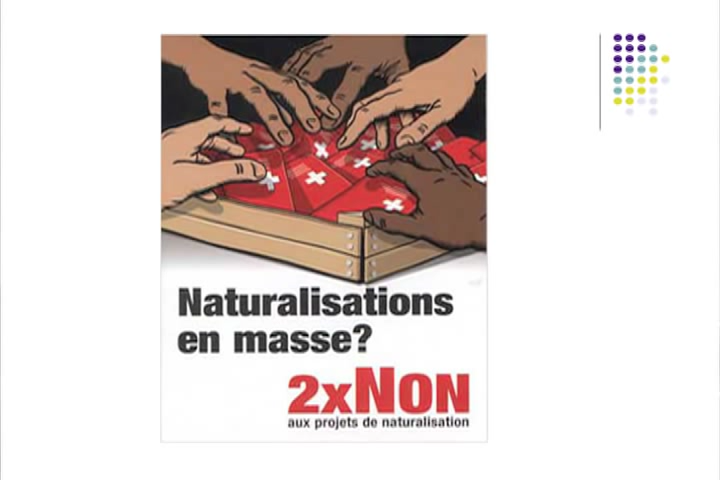 Naturalisations
en masse?
2xNON
aux projets de naturalisation